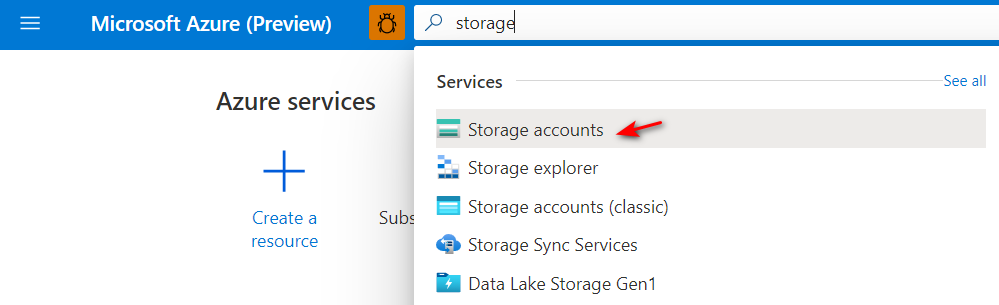 Microsoft Azure (Preview)
storage
Services
See all
Azure services
Storage accounts
Storage explorer
Create a
resource
Subs
Storage accounts (classic)
Storage Sync Services
Data Lake Storage Gen1